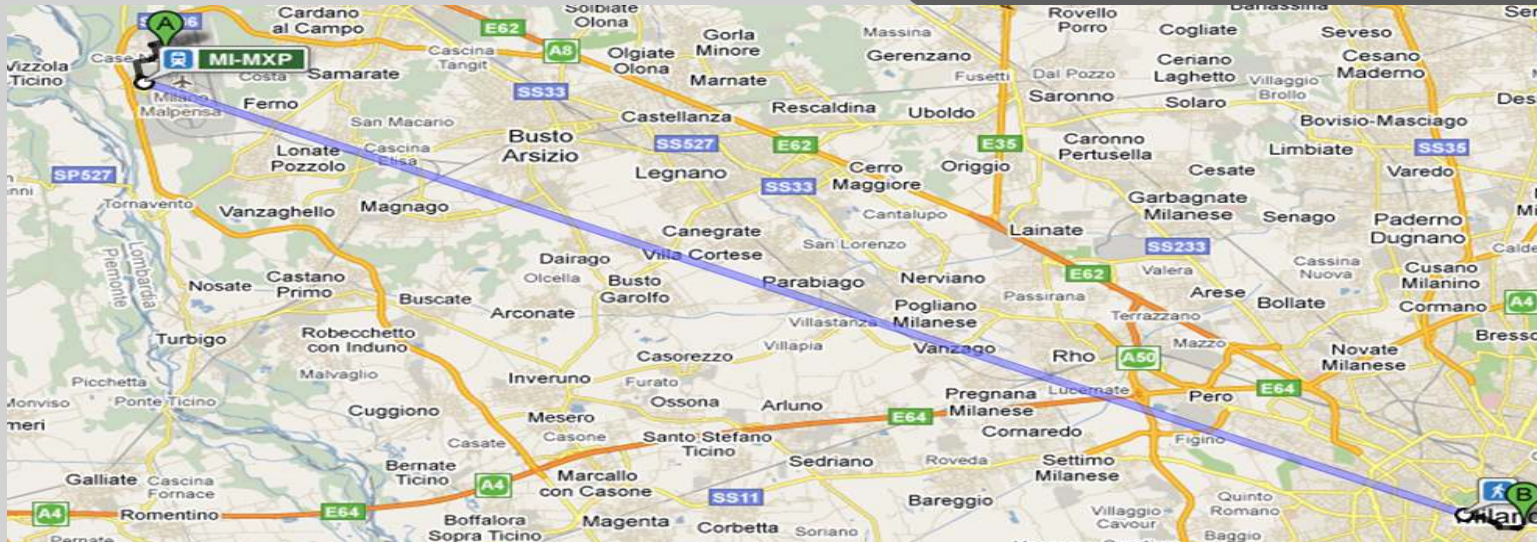 Cardano
al Campo
E62
Solbiate
Olona
Gorla
Minore
Massina
Rovello
Porro
Cogliate
Seveso
A
MI-MXP
Vizzola
Ticino
Cascina
Tangit
A8
Olgiate
Olona
Gerenzano
Ceriano
Laghetto
Villaggio
Brollo
Cesano
Maderno
Costa
Samarate
SS33
Marnate
Fusetti
Dal Pozzo
Saronno
Solaro
Milano
Malpensa
Ferno
San Macario
Castellanza
Rescaldina
Uboldo
Bovisio-Masciago
Busto
Arsizio
SS527
E62
E35
Caronno
Pertusella
Limbiate
SS35
Lonate
Pozzolo
Cascina
Elisa
SP527
Legnano
SS33
Cerro
Maggiore
Origgio
Cesate
Varedo
Tornavento
Vanzaghello
Magnago
Cantalupo
Garbagnate
Milanese
Senago
Paderno
Dugnano
Canegrate
San Lorenzo
Lainate
SS233
Lombardia
Piemonte
Dairago
Villa Cortese
Olcella
Busto
Garolfo
Parabiago
Nerviano
E62
Valera
Cascina
Nuova
Cusano
Milanino
Nosate
Castano
Primo
Buscate
Passirana
Arese
Bollate
Cormano
A4
Arconate
Pogliano
Milanese
Terrazzano
Turbigo
Robecchetto
con Induno
Villastanza
Villapia
Vanzago
Mazzo
Casorezzo
Rho
A50
Novate
Milanese
Malvaglio
Picchetta
Ponte Ticino
Inveruno
Furato
Ossona
Arluno
Pregnana
Milanese
Lucernate
Pero
E64
Cuggiono
Mesero
E64
Cornaredo
Figino
Casate
Casone
Santo Stefano
Ticino
Sedriano
Roveda
Settimo
Milanese
Bernate
Ticino
Galliate
Cascina
Fornace
A4
Marcallo
con Casone
SS11
Bareggio
Quinto
Romano
B
Milano
A4
Romentino
E64
Boffalora
Sopra Ticino
Magenta
Corbetta
Soriano
Villaggio
Cavour
Baggio
Pernate